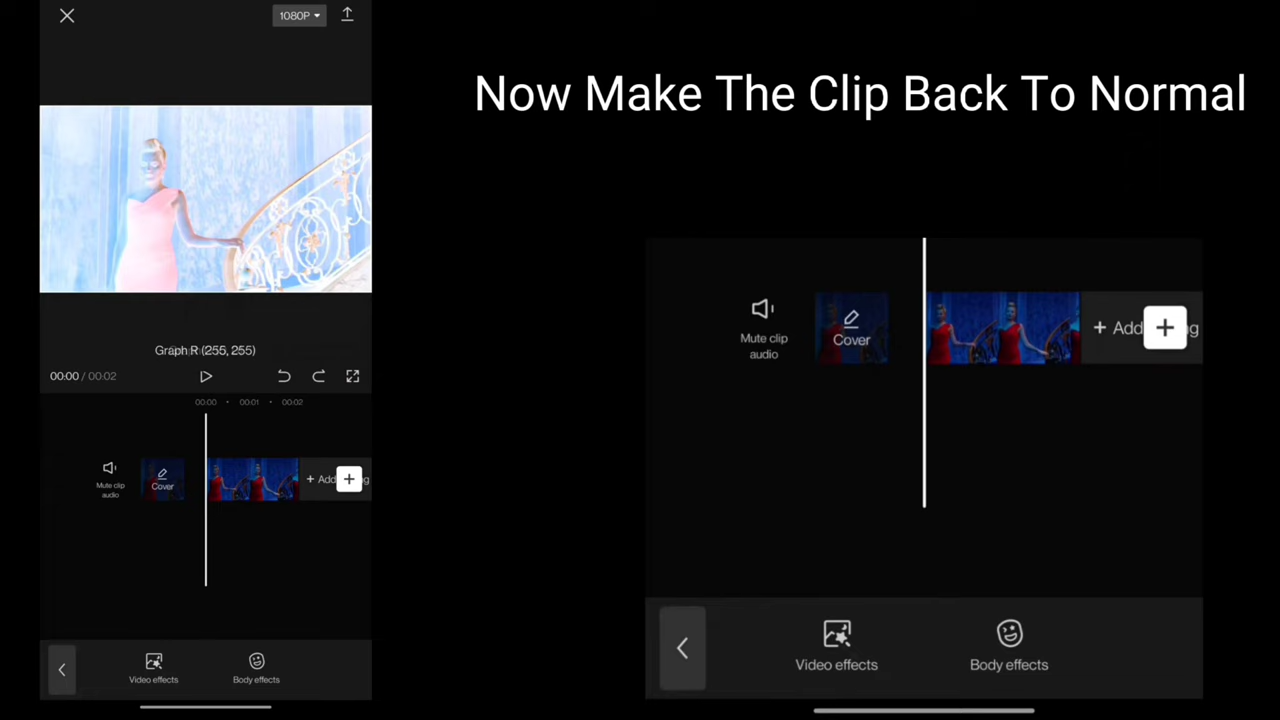 1080P
Now Make The Clip Back To Normal
Graph R (255, 255)
00:00 / 00:02
00:00
00:01
00:02
Mute clip
audio
Cover
+ Add
+
g
Video effects
Body effects
Mute clip
audio
Cover
+ Add
+
ng
Video effects
Body effects